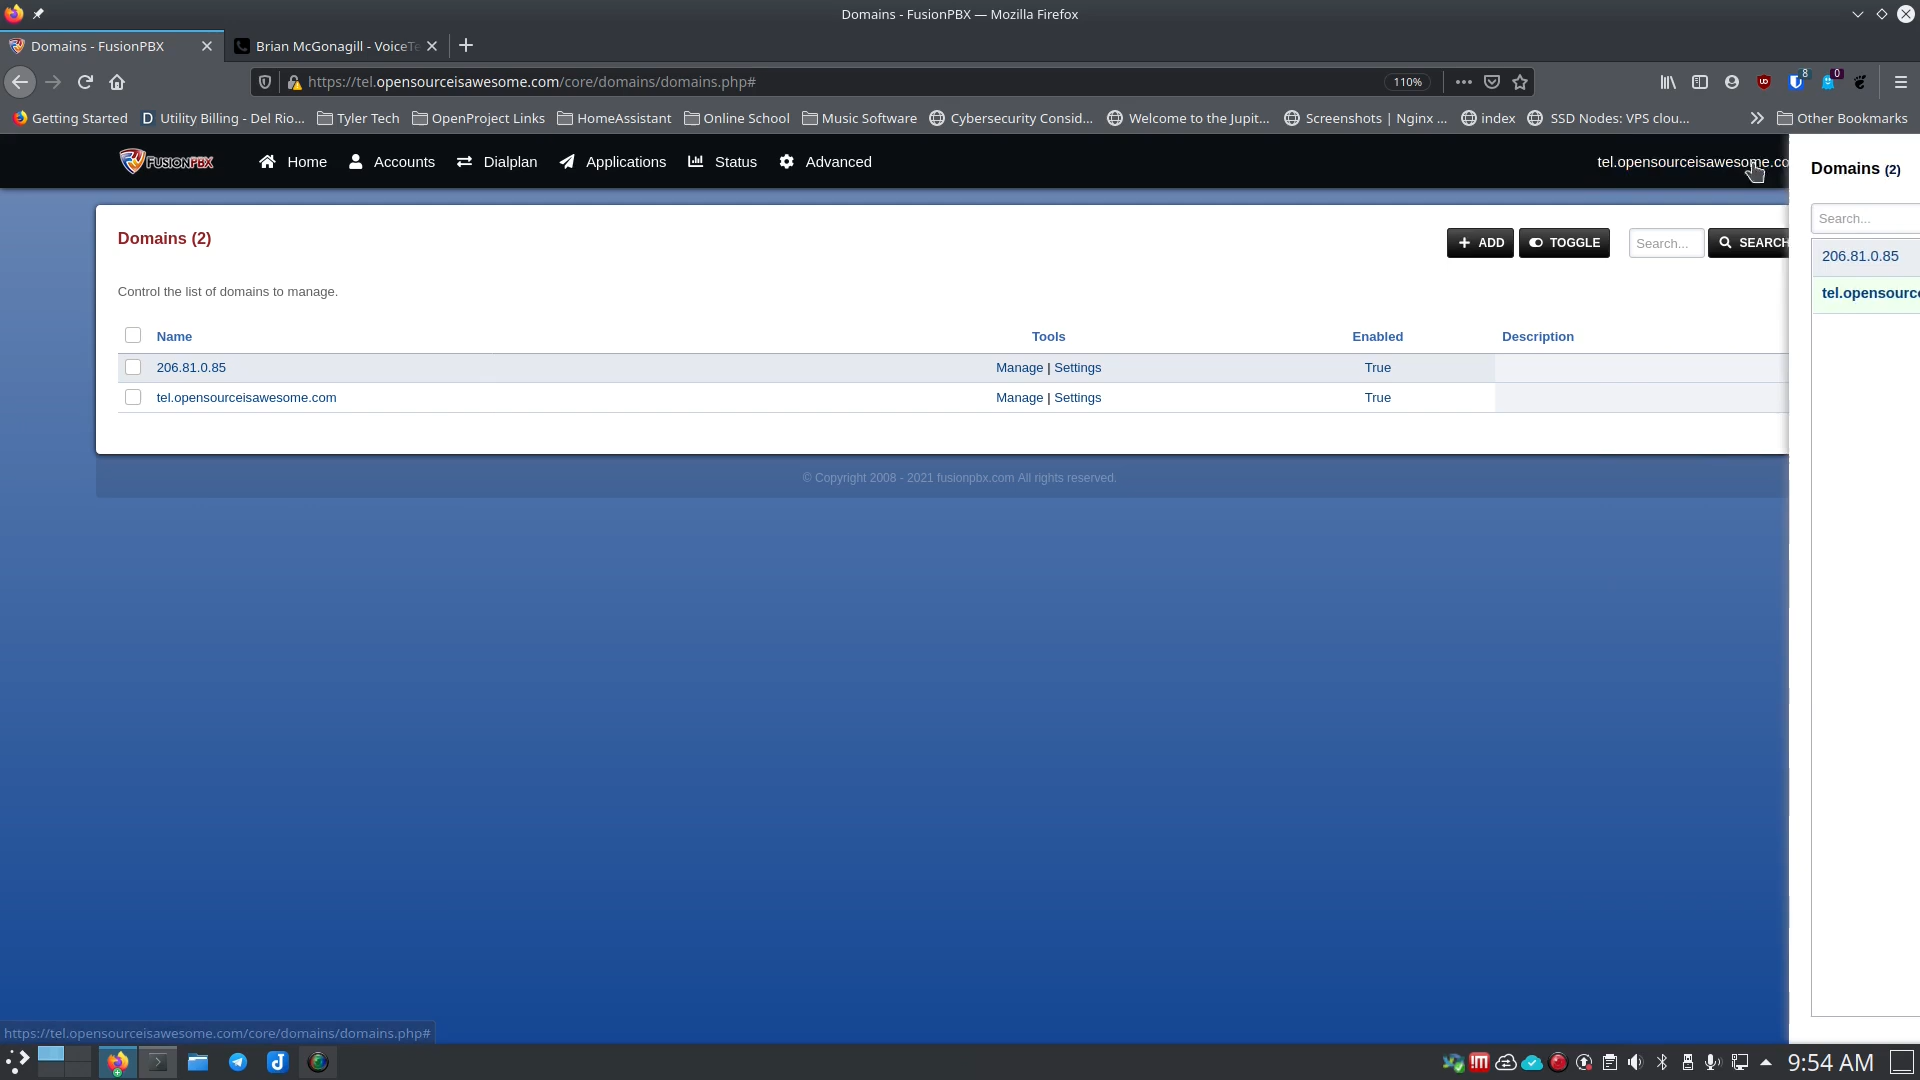 Domains - FusionPBX — Mozilla Firefox
Domains - FusionPBX
Brian McGonagill - VoiceTe
https://tel.opensourceisawesome.com/core/domains/domains.php#
110%
8
0
Getting Started
Utility Billing - Del Rio...
Tyler Tech
OpenProject Links
HomeAssistant
Online School
Music Software
Cybersecurity Consid...
Welcome to the Jupit...
Screenshots | Nginx ...
index
SSD Nodes: VPS clou...
Other Bookmarks
FUSIONPBX
Home
Accounts
Dialplan
Applications
Status
Advanced
tel.opensourceisawesome.co
Domains (2)
Search...
206.81.0.85
tel.opensource
Domains (2)
ADD
TOGGLE
Search...
SEARCH
Control the list of domains to manage.
Name Tools Enabled Description
206.81.0.85 Manage | Settings True
tel.opensourceisawesome.com Manage | Settings True
© Copyright 2008 - 2021 fusionpbx.com All rights reserved.
https://tel.opensourceisawesome.com/core/domains/domains.php#
9:54 AM